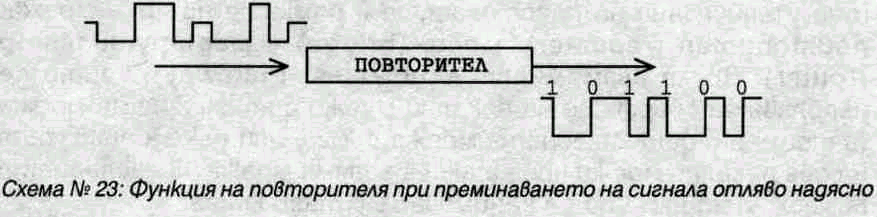 ПОВТОРИТЕЛ
1 0 1 1 0 0
Схема № 23: Функция на повторителя при преминаването на сигнала отляво надясно